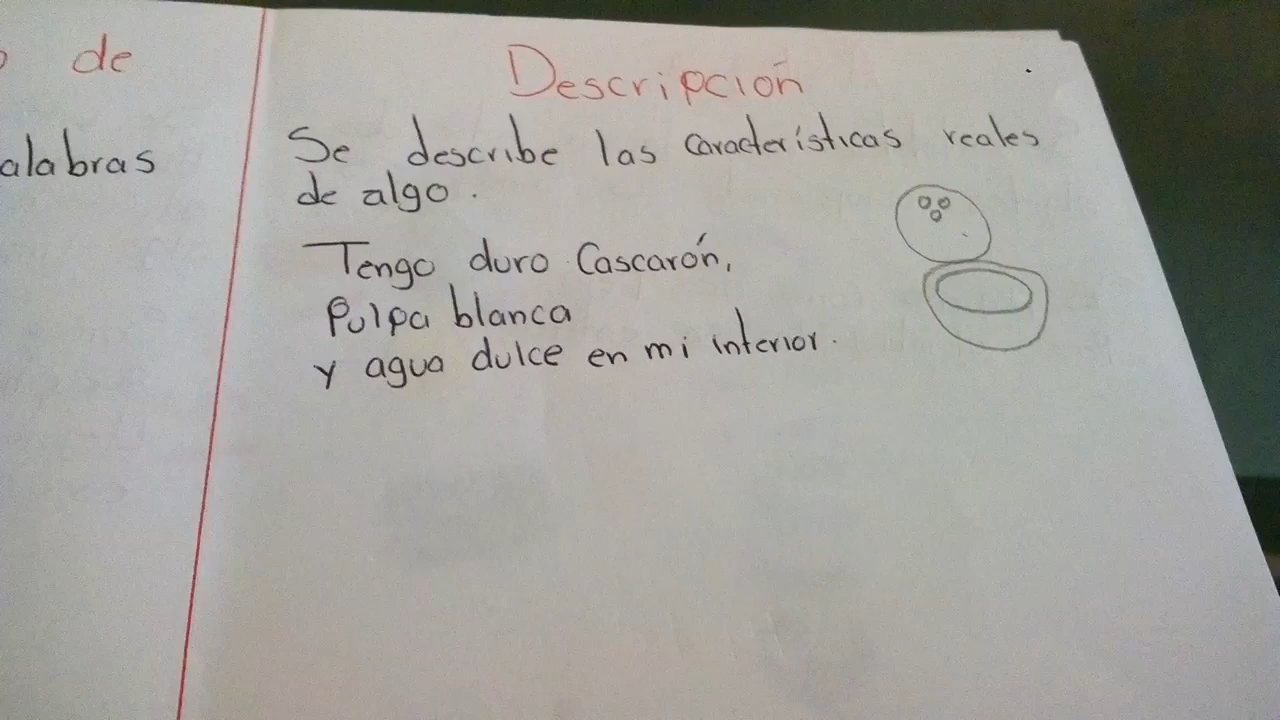 de
alabras
Descripción
Se describe las características reales
de algo.
Tengo duro Cascarón,
Pulpa blanca
y agua dulce en mi interior.